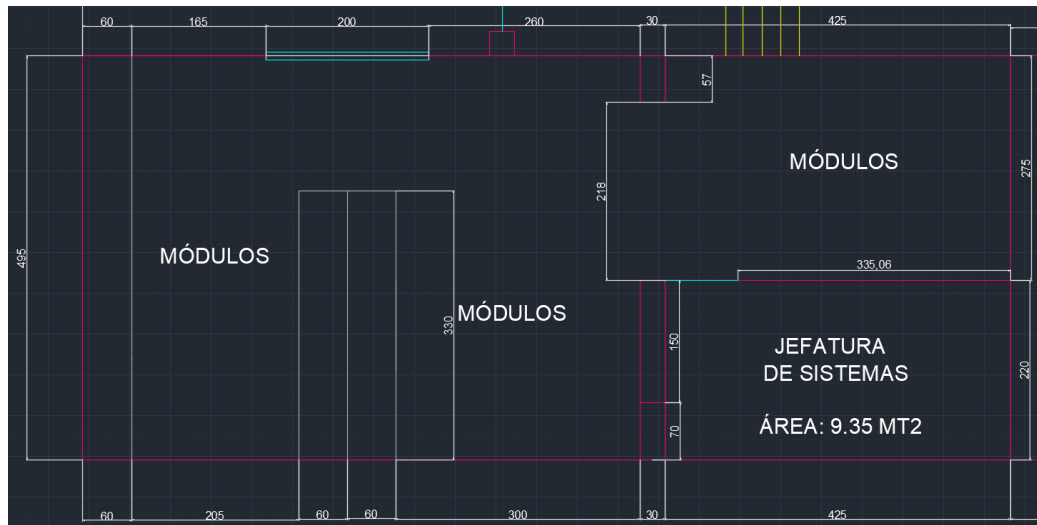 60 165 200 260 30 425
57
MÓDULOS
275
218
495
MÓDULOS
335,06
MÓDULOS
330
150
JEFATURA
DE SISTEMAS
220
ÁREA: 9.35 MT2
70
60 205 60 60 300 30 425